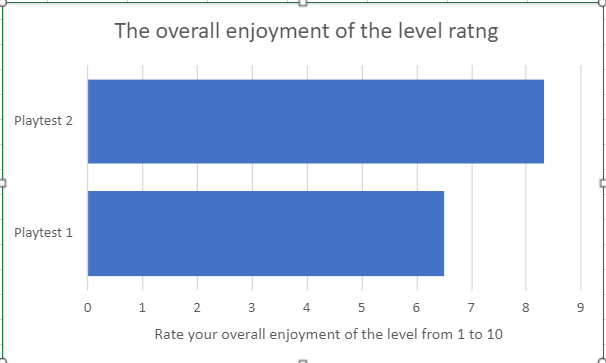 The overall enjoyment of the level ratng
Playtest 2
Playtest 1
0 1 2 3 4 5 6 7 8 9
Rate your overall enjoyment of the level from 1 to 10